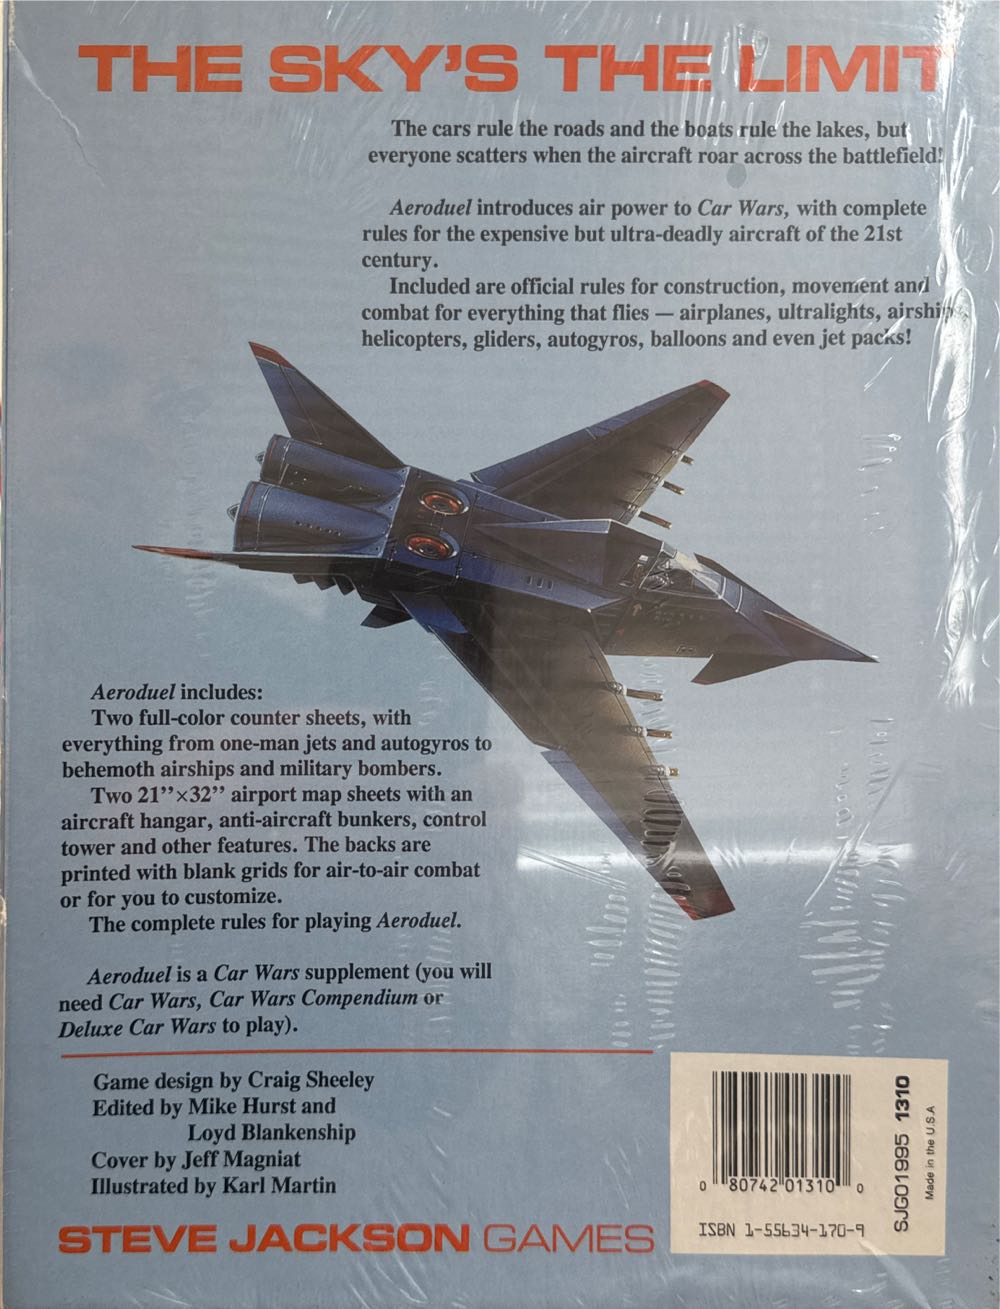 THE SKY'S THE LIMIT
The cars rule the roads and the boats rule the lakes, but
everyone scatters when the aircraft roar across the battlefield!
Aeroduel introduces air power to Car Wars, with complete
rules for the expensive but ultra-deadly aircraft of the 21st
century.
Included are official rules for construction, movement and
combat for everything that flies — airplanes, ultralights, airships,
helicopters, gliders, autogyros, balloons and even jet packs!
Aeroduel includes:
Two full-color counter sheets, with
everything from one-man jets and autogyros to
behemoth airships and military bombers.
Two 21”×32” airport map sheets with an
aircraft hangar, anti-aircraft bunkers, control
tower and other features. The backs are
printed with blank grids for air-to-air combat
or for you to customize.
The complete rules for playing Aeroduel.
Aeroduel is a Car Wars supplement (you will
need Car Wars, Car Wars Compendium or
Deluxe Car Wars to play).
Game design by Craig Sheeley
Edited by Mike Hurst and
Loyd Blankenship
Cover by Jeff Magniat
Illustrated by Karl Martin
STEVE JACKSON GAMES
0 80742 01310 0
ISBN 1-55634-170-9
SJG01995 1310
Made in the U.S.A